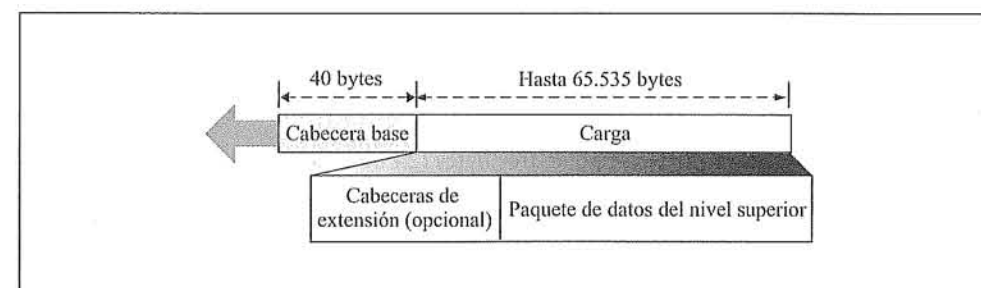 40 bytes
Hasta 65.535 bytes
Cabecera base
Carga
Cabeceras de
extensión (opcional)
Paquete de datos del nivel superior